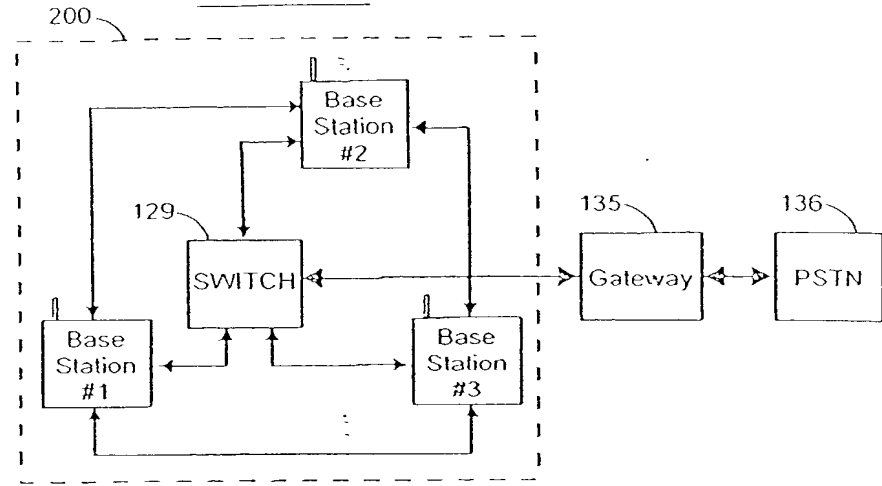 200
Base
Station
#2
129
135
136
SWITCH
Gateway
PSTN
Base
Station
#1
Base
Station
#3